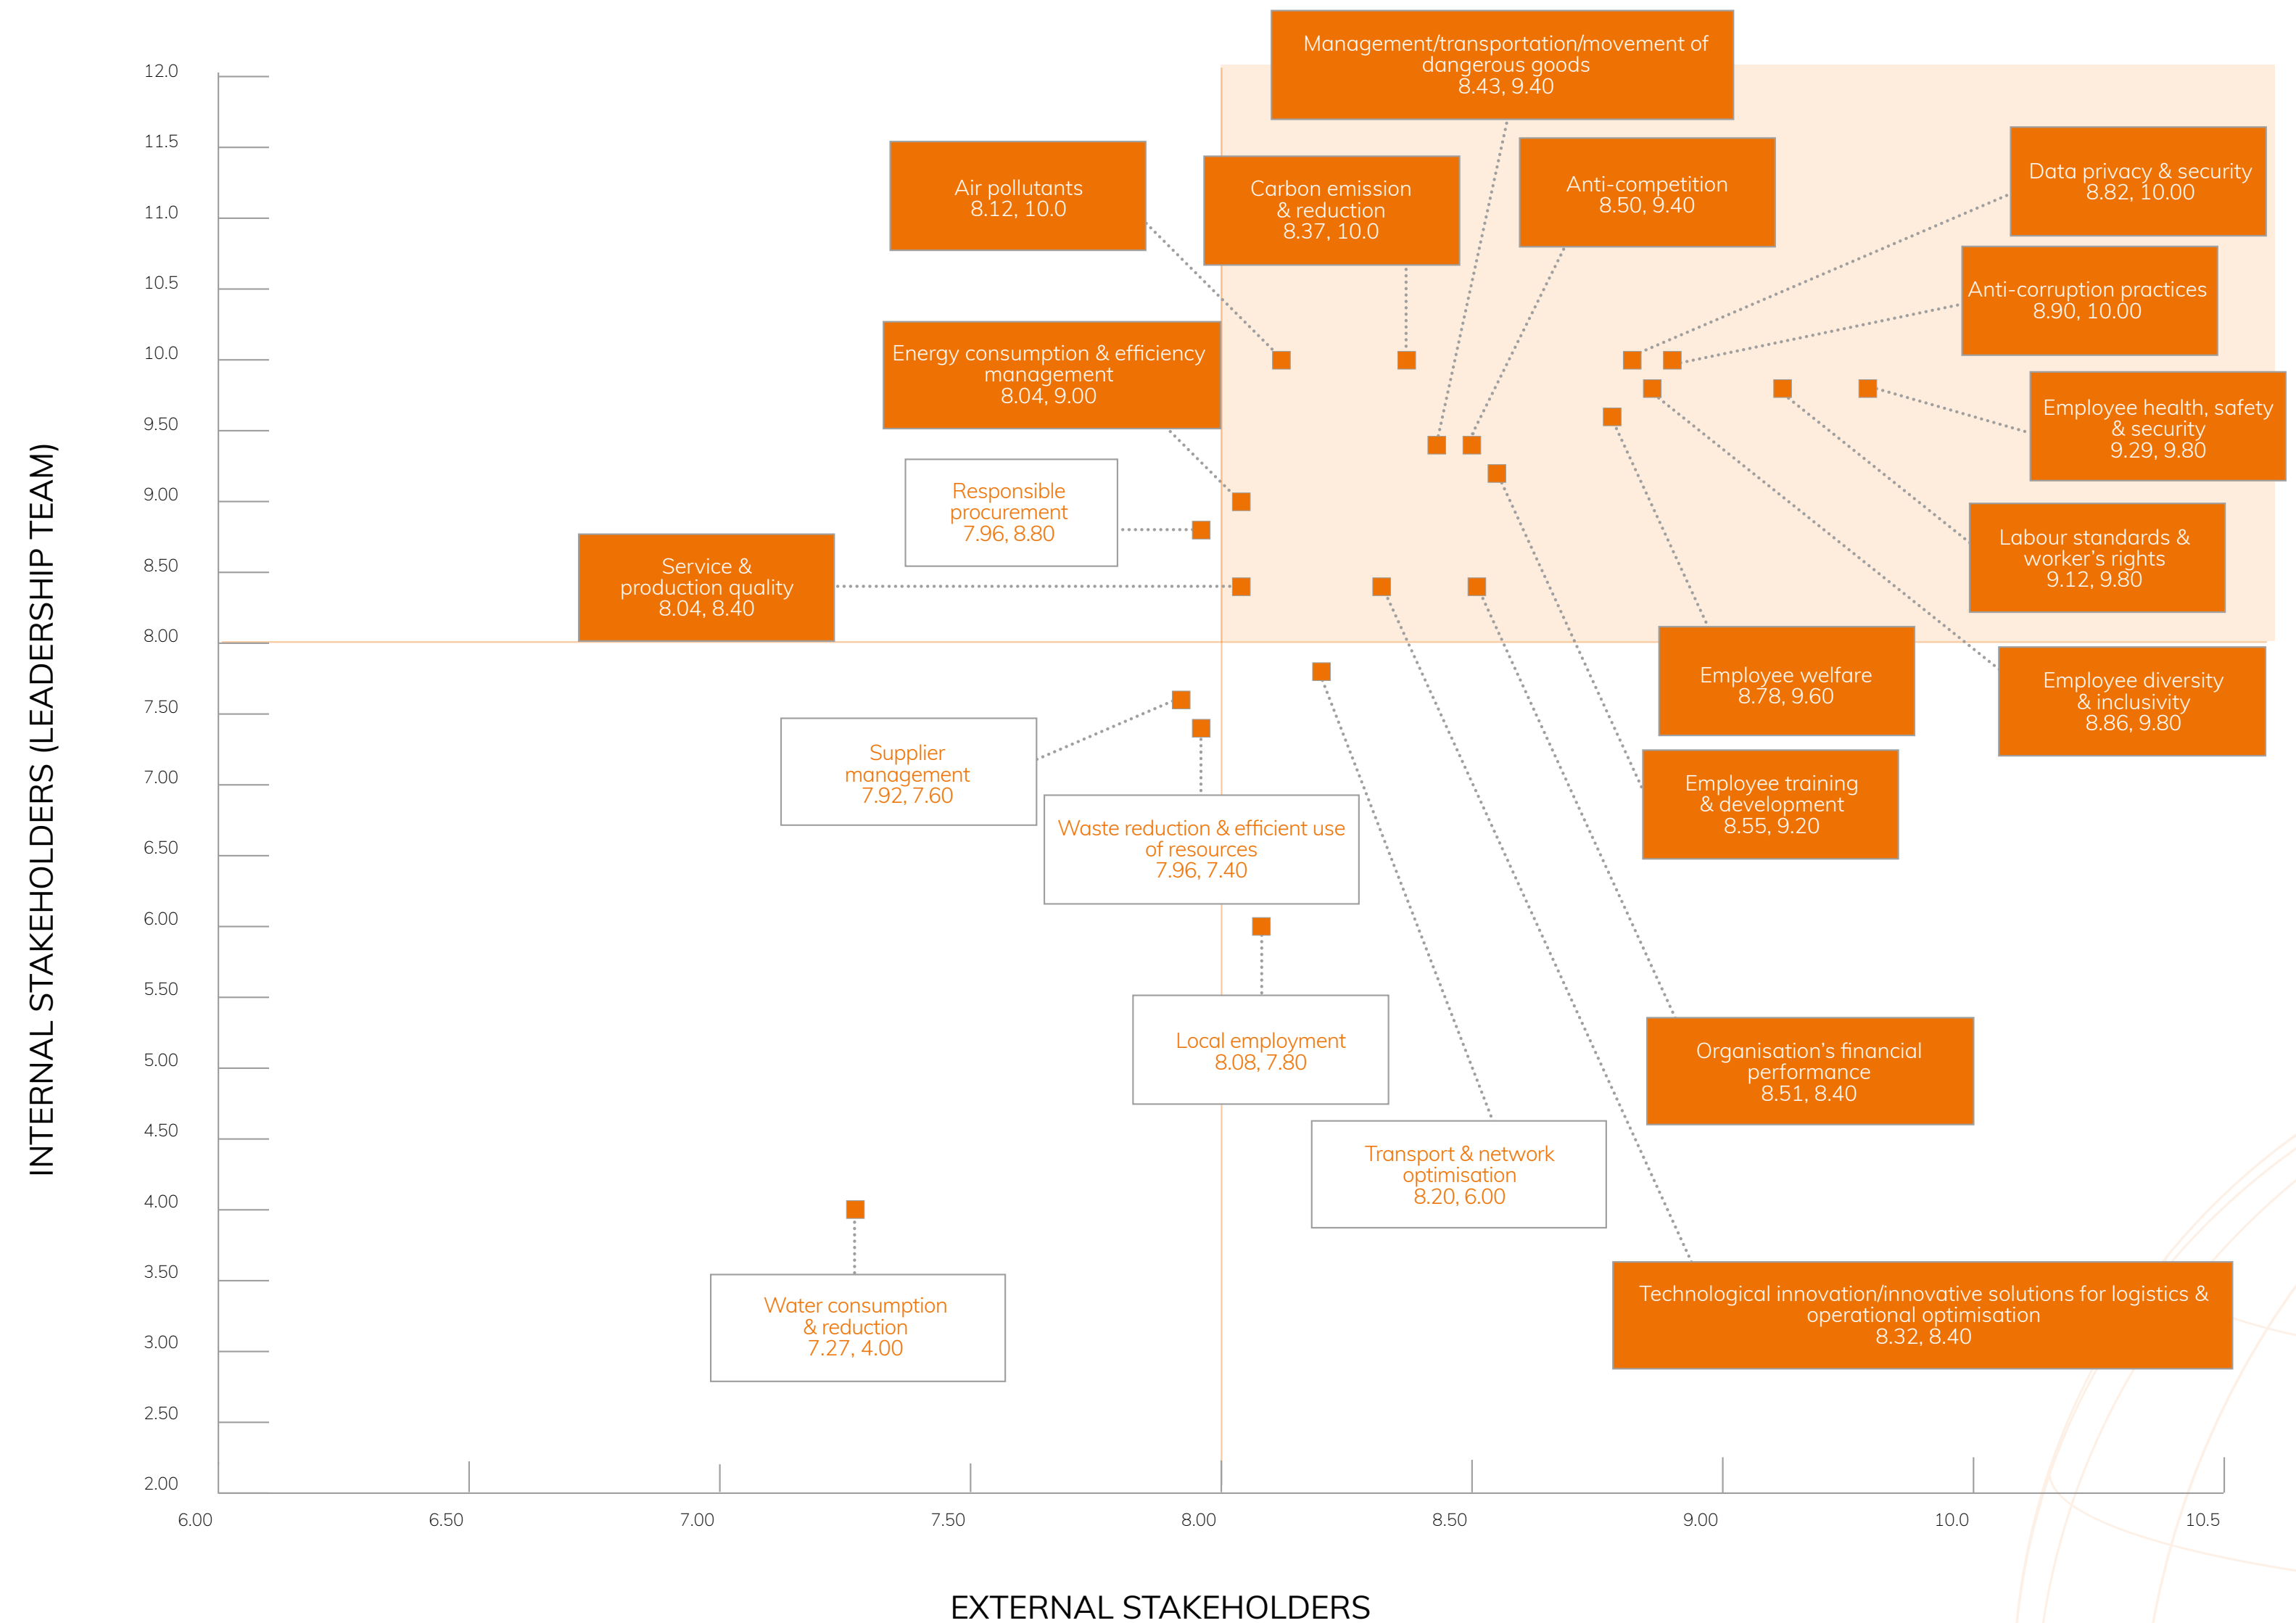 Management/transportation/movement of
dangerous goods
8.43, 9.40
12.0
11.5
11.0
10.5
10.0
9.50
9.00
8.50
8.00
7.50
7.00
6.50
6.00
5.50
5.00
4.50
4.00
3.50
3.00
2.50
2.00
INTERNAL STAKEHOLDERS (LEADERSHIP TEAM)
Air pollutants
8.12, 10.0
Carbon emission
& reduction
8.37, 10.0
Anti-competition
8.50, 9.40
Data privacy & security
8.82, 10.00
Anti-corruption practices
8.90, 10.00
Energy consumption & efficiency
management
8.04, 9.00
Employee health, safety
& security
9.29, 9.80
Responsible
procurement
7.96, 8.80
Labour standards &
worker's rights
9.12, 9.80
Service &
production quality
8.04, 8.40
Employee welfare
8.78, 9.60
Employee diversity
& inclusivity
8.86, 9.80
Supplier
management
7.92, 7.60
Employee training
& development
8.55, 9.20
Waste reduction & efficient use
of resources
7.96, 7.40
Local employment
8.08, 7.80
Organisation's financial
performance
8.51, 8.40
Transport & network
optimisation
8.20, 6.00
Water consumption
& reduction
7.27, 4.00
Technological innovation/innovative solutions for logistics &
operational optimisation
8.32, 8.40
6.00
6.50
7.00
7.50
8.00
8.50
9.00
10.0
10.5
EXTERNAL STAKEHOLDERS